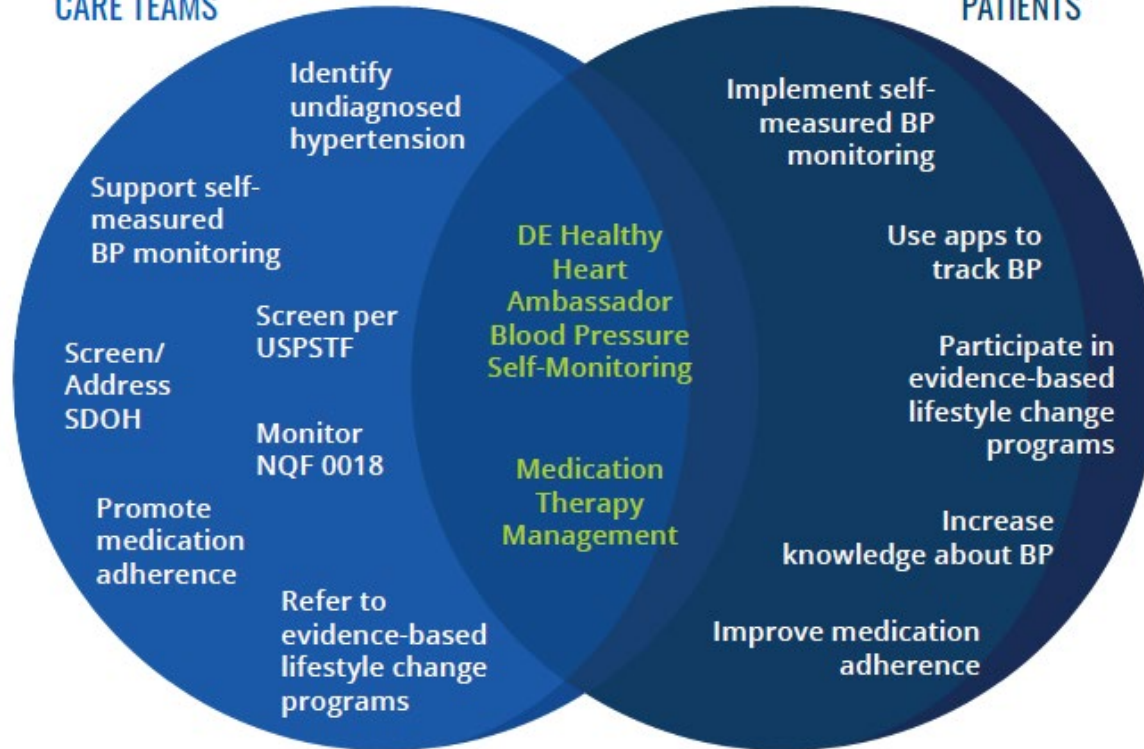 CARE TEAMS
PATIENTS
Identify
undiagnosed
hypertension
Support self-
measured
BP monitoring
Screen per
USPSTF
Screen/
Address
SDOH
Monitor
NQF 0018
Promote
medication
adherence
Refer to
evidence-based
lifestyle change
programs
DE Healthy
Heart
Ambassador
Blood Pressure
Self-Monitoring
Medication
Therapy
Management
Implement self-
measured BP
monitoring
Use apps to
track BP
Participate in
evidence-based
lifestyle change
programs
Increase
knowledge about BP
Improve medication
adherence